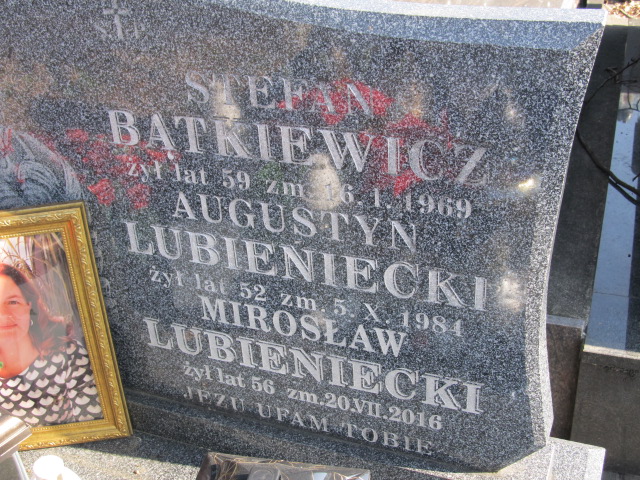 STEFAN
BĄTKIEWICZ
żył lat 59 zm. 16.I.1969
AUGUSTYN
LUBIENIECKI
żył lat 52 zm. 5.X.1984
MIROSŁAW
LUBIENIECKI
żył lat 56 zm.20.VII.2016
JEZU UFAM TOBIE